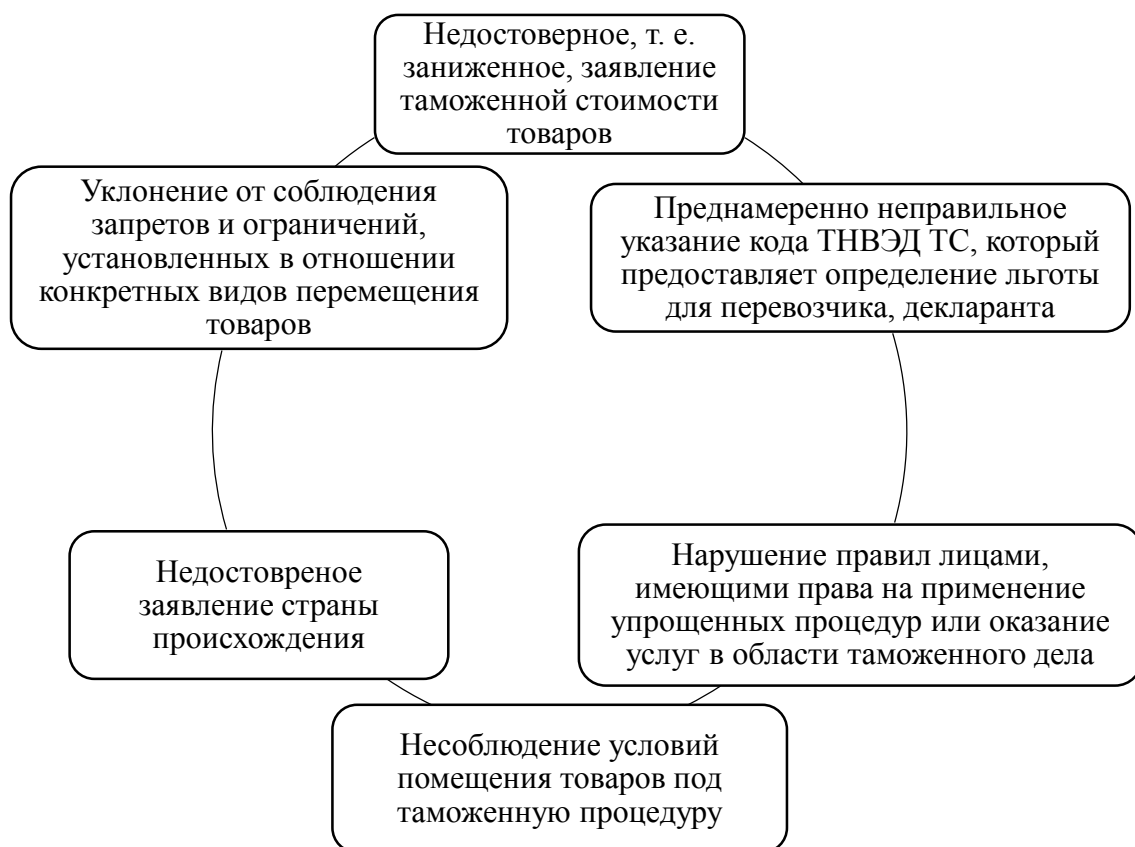 Недостоверное, т. е.
заниженное, заявление
таможенной стоимости
товаров
Преднамеренно неправильное
указание кода ТНВЭД ТС, который
предоставляет определение льготы
для перевозчика, декларанта
Нарушение правил лицами,
имеющими права на применение
упрощенных процедур или оказание
услуг в области таможенного дела
Несоблюдение условий
помещения товаров под
таможенную процедуру
Недостовреное
заявление страны
происхождения
Уклонение от соблюдения
запретов и ограничений,
установленных в отношении
конкретных видов перемещения
товаров